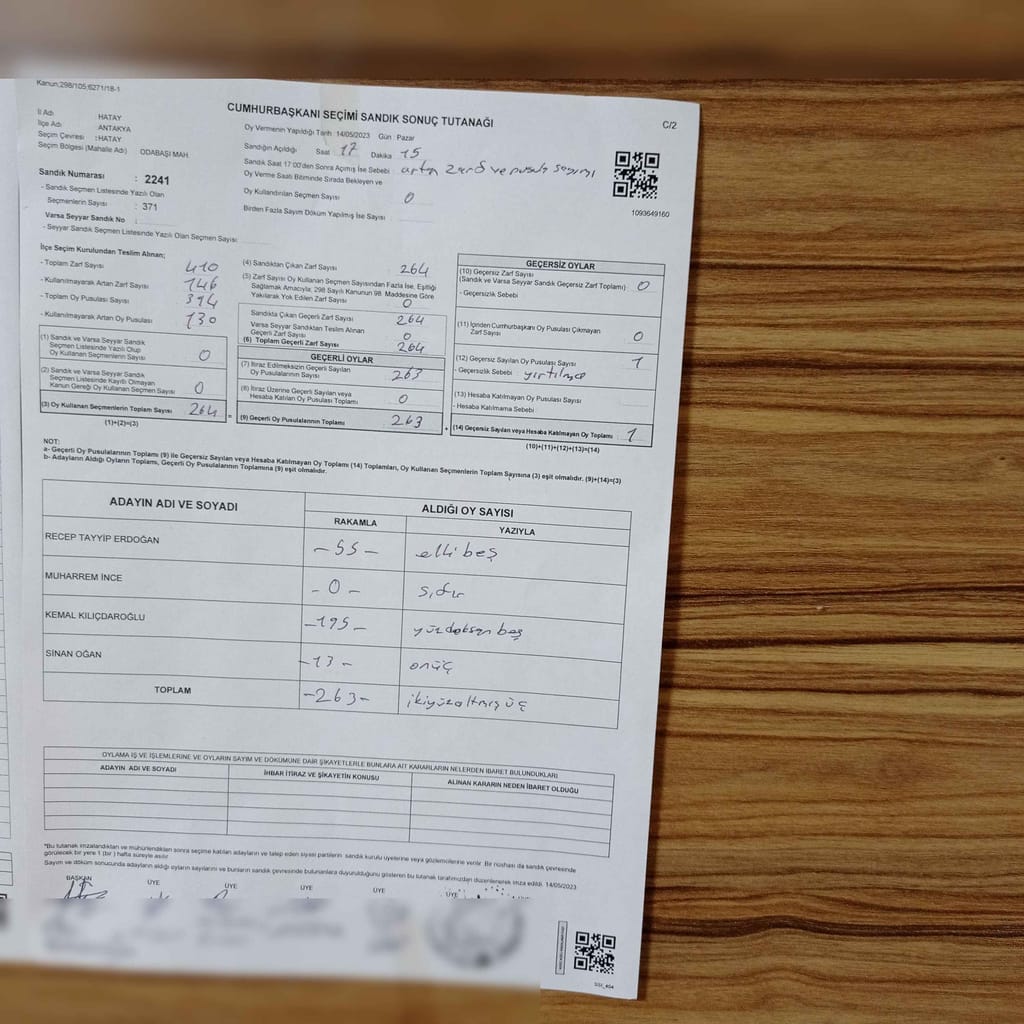 Kanun;298/105;6271/18-1
CUMHURBAŞKANI SEÇİMİ SANDIK SONUÇ TUTANAĞI
C/2
İl Adı HATAY
İlçe Adı ANTAKYA
Seçim Çevresi :HATAY
Seçim Bölgesi (Mahalle Adı) ODABAŞI MAH.
Sandık Numarası : 2241
- Sandık Seçmen Listesinde Yazılı Olan
Seçmenlerin Sayısı : 371
Varsa Seyyar Sandık No :
- Seyyar Sandık Seçmen Listesinde Yazılı Olan Seçmen Sayısı:
Oy Vermenin Yapıldığı Tarih 14/05/2023 Gün : Pazar
Sandığın Açıldığı Saat 17 Dakika 15
Sandık Saat 17:00'den Sonra Açımış İse Sebebi artan zarf ve pusula sayımı
Oy Verme Saati Bitiminde Sırada Bekleyen ve
Oy Kullandırılan Seçmen Sayısı 0
Birden Fazla Sayım Döküm Yapılmış İse Sayısı
1093649160
İlçe Seçim Kurulundan Teslim Alınan;
- Toplam Zarf Sayısı 410
- Kullanılmayarak Artan Zarf Sayısı 146
- Toplam Oy Pusulası Sayısı 394
- Kullanılmayarak Artan Oy Pusulası 130
(1) Sandık ve Varsa Seyyar Sandık
Seçmen Listesinde Yazılı Olup
Oy Kullanan Seçmenlerin Sayısı 0
(2) Sandık ve Varsa Seyyar Sandık
Seçmen Listesinde Kayıtlı Olmayan
Kanun Gereği Oy Kullanan Seçmen Sayısı 0
(3) Oy Kullanan Seçmenlerin Toplam Sayısı 264 =
(1)+(2)=(3)
(4) Sandıktan Çıkan Zarf Sayısı 264
(5) Zarf Sayısı Oy Kullanan Seçmen Sayısından Fazla İse, Eşitliği
Sağlamak Amacıyla; 298 Sayılı Kanunun 98. Maddesine Göre
Yakılarak Yok Edilen Zarf Sayısı 0
Sandıkta Çıkan Geçerli Zarf Sayısı 264
Varsa Seyyar Sandıktan Teslim Alınan
Geçerli Zarf Sayısı 0
(6) Toplam Geçerli Zarf Sayısı 264
GEÇERLİ OYLAR
(7) İtiraz Edilmeksizin Geçerli Sayılan
Oy Pusulalarının Sayısı 263
(8) İtiraz Üzerine Geçerli Sayılan veya
Hesaba Katılan Oy Pusulası Toplamı 0
(9) Geçerli Oy Pusulalarının Toplamı 263 +
GEÇERSİZ OYLAR
(10) Geçersiz Zarf Sayısı
(Sandık ve Varsa Seyyar Sandık Geçersiz Zarf Toplamı) 0
- Geçersizlik Sebebi
(11) İçinden Cumhurbaşkanı Oy Pusulası Çıkmayan
Zarf Sayısı 0
(12) Geçersiz Sayılan Oy Pusulası Sayısı 1
- Geçersizlik Sebebi yırtılma
(13) Hesaba Katılmayan Oy Pusulası Sayısı
- Hesaba Katılmama Sebebi
(14) Geçersiz Sayılan veya Hesaba Katılmayan Oy Toplamı 1
(10)+(11)+(12)+(13)=(14)
NOT:
a- Geçerli Oy Pusulalarının Toplamı (9) ile Geçersiz Sayılan veya Hesaba Katılmayan Oy Toplamı (14) Toplamları, Oy Kullanan Seçmenlerin Toplam Sayısına (3) eşit olmalıdır. (9)+(14)=(3)
b- Adayların Aldığı Oyların Toplamı, Geçerli Oy Pusulalarının Toplamına (9) eşit olmalıdır.
ADAYIN ADI VE SOYADI ALDIĞI OY SAYISI
RAKAMLA YAZIYLA
RECEP TAYYİP ERDOĞAN -55- elli beş
MUHARREM İNCE -0- sıfır
KEMAL KILIÇDAROĞLU -195- yüzdoksan beş
SİNAN OĞAN -13- onüç
TOPLAM -263- ikiyüzaltmış üç
OYLAMA İŞ VE İŞLEMLERİNE VE OYLARIN SAYIM VE DÖKÜMÜNE DAİR ŞİKAYETLERLE BUNLARA AİT KARARLARIN NELERDEN İBARET BULUNDUKLARI
ADAYIN ADI VE SOYADI İHBAR İTİRAZ VE ŞİKAYETİN KONUSU ALINAN KARARIN NEDEN İBARET OLDUĞU
*Bu tutanak imzalandıktan ve mühürlendikten sonra seçime katılan adayların ve talep eden siyasi partilerin sandık kurulu üyelerine veya gözlemcilerine verilir. Bir nüshası da sandık çevresinde
görülecek bir yere 1 (bir ) hafta süreyle asılır.
Sayım ve döküm sonucunda adayların aldığı oyların sayılarını ve bunların sandık çevresinde bulunanlara duyurulduğunu gösteren bu tutanak tarafımızdan düzenlenerek imza edildi. 14/05/2023
BAŞKAN ÜYE ÜYE ÜYE ÜYE ÜYE